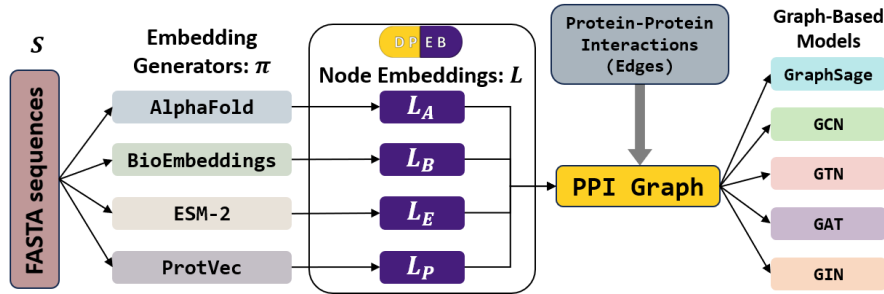 S
FASTA sequences
Embedding
Generators: π
AlphaFold
BioEmbeddings
ESM-2
ProtVec
DPEB
Node Embeddings: L
L_A
L_B
L_E
L_P
Protein-Protein
Interactions
(Edges)
PPI Graph
Graph-Based
Models
GraphSage
GCN
GTN
GAT
GIN